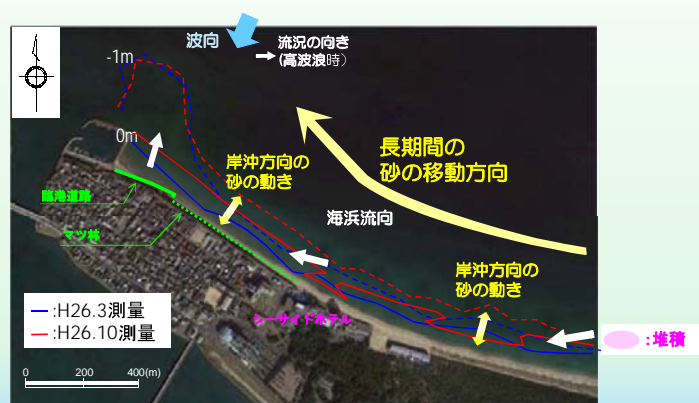 波向
流況の向き
(高波浪時)
-1m
0m
長期間の
砂の移動方向
岸沖方向の
砂の動き
臨港道路
海浜流向
マツ林
岸沖方向の
砂の動き
シーサイドホテル
:H26.3測量
:H26.10測量
:堆積
0 200 400(m)